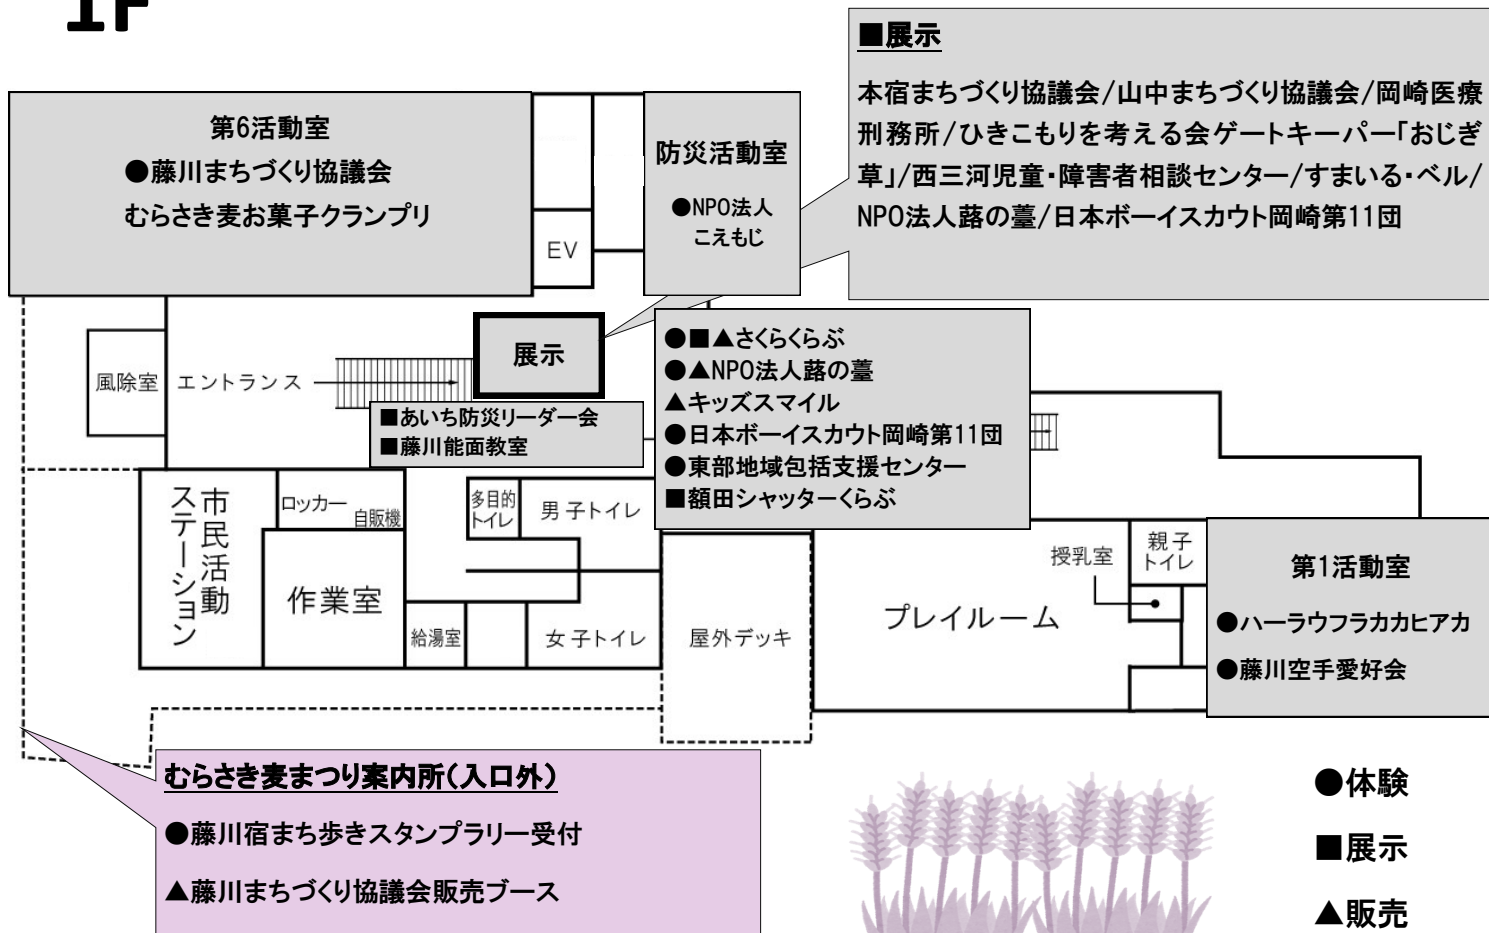 1F
■展示
本宿まちづくり協議会/山中まちづくり協議会/岡崎医療
刑務所/ひきこもりを考える会ゲートキーパー｢おじぎ
草｣/西三河児童・障害者相談センター/すまいる・ベル/
NPO法人蕗の薹/日本ボーイスカウト岡崎第11団
第6活動室
●藤川まちづくり協議会
むらさき麦お菓子クランプリ
EV
防災活動室
●NPO法人
こえもじ
風除室
エントランス
展示
■あいち防災リーダー会
■藤川能面教室
●■▲さくらくらぶ
●▲NPO法人蕗の薹
▲キッズスマイル
●日本ボーイスカウト岡崎第11団
●東部地域包括支援センター
■額田シャッターくらぶ
市民活動
ステーション
ロッカー
自販機
作業室
多目的
トイレ
男子トイレ
給湯室
女子トイレ
屋外デッキ
プレイルーム
授乳室
親子
トイレ
第1活動室
●ハーラウフラカカヒアカ
●藤川空手愛好会
むらさき麦まつり案内所(入口外)
●藤川宿まち歩きスタンプラリー受付
▲藤川まちづくり協議会販売ブース
●体験
■展示
▲販売